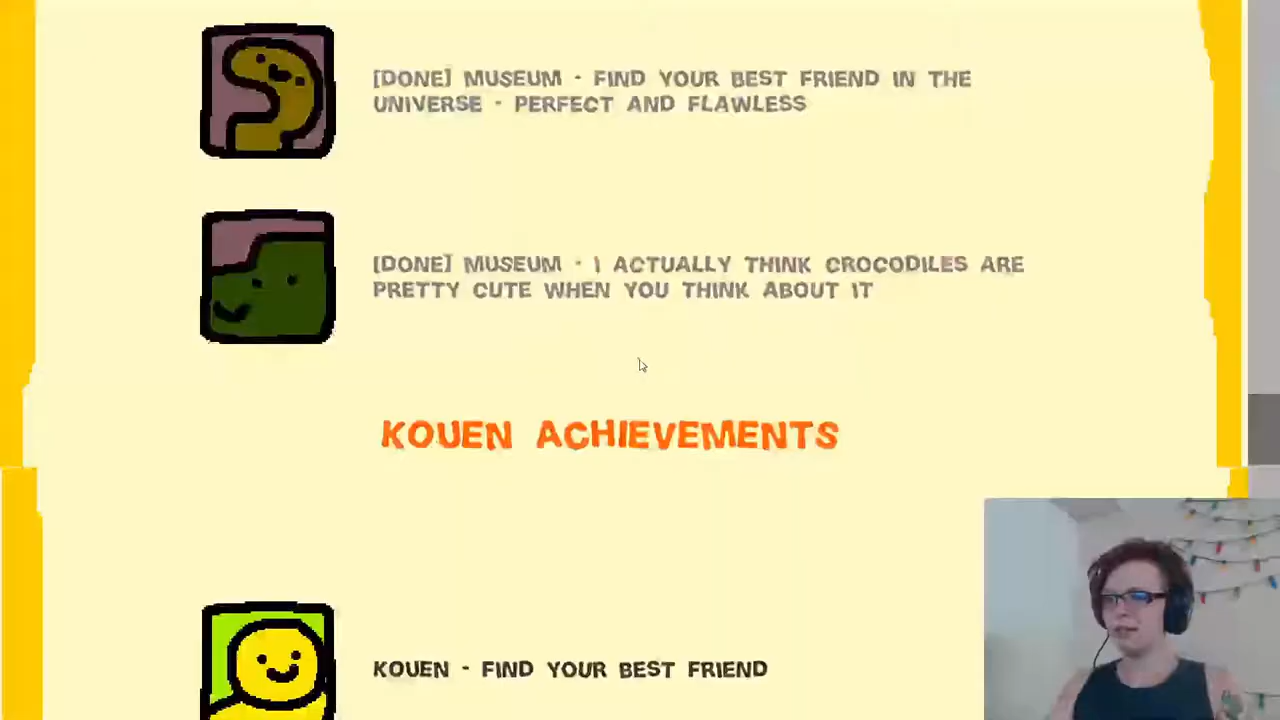 [DONE] MUSEUM - FIND YOUR BEST FRIEND IN THE
UNIVERSE - PERFECT AND FLAWLESS
[DONE] MUSEUM - I ACTUALLY THINK CROCODILES ARE
PRETTY CUTE WHEN YOU THINK ABOUT IT
KOUEN ACHIEVEMENTS
KOUEN - FIND YOUR BEST FRIEND